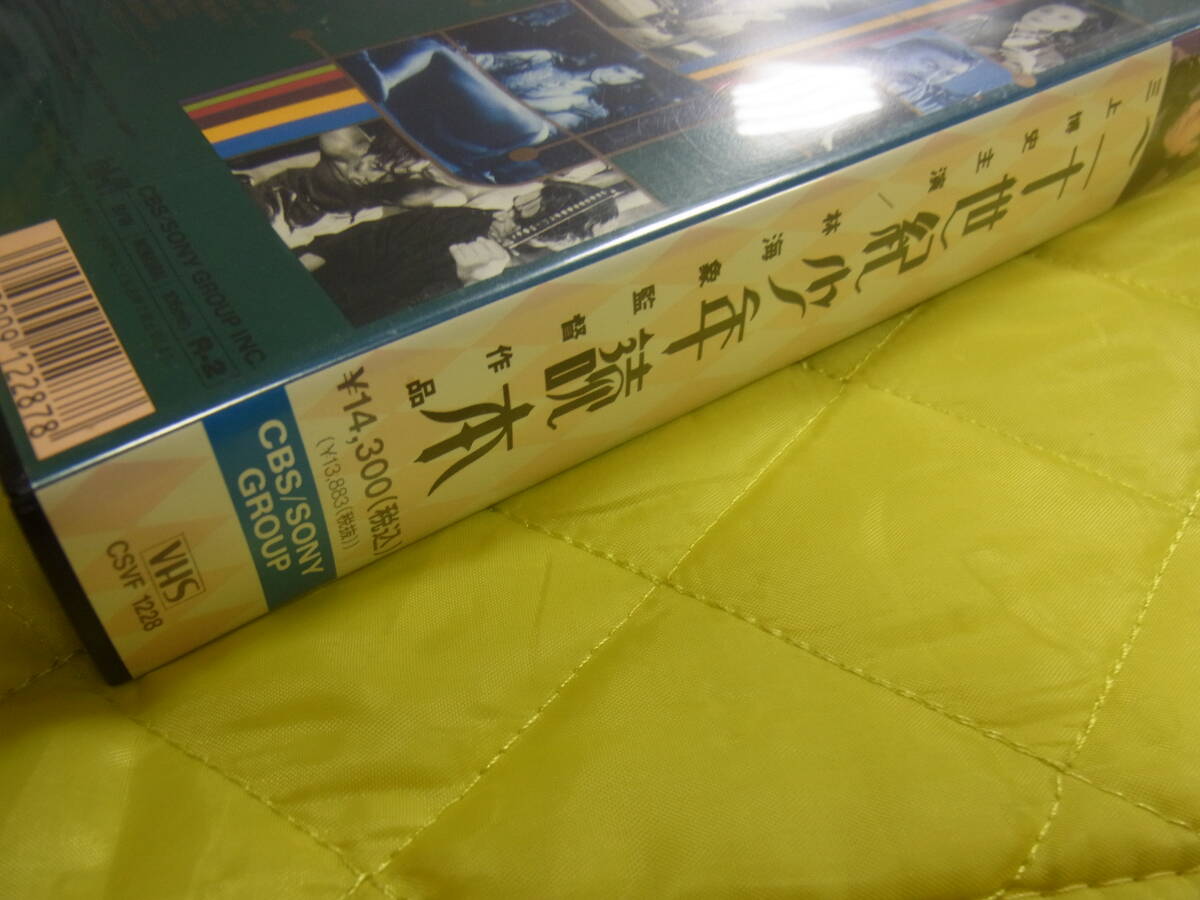 三上博史主演/林海象監督作品
二十世紀少年読本
¥14,300(税込)
(¥13,883(税抜))
CBS/SONY
GROUP
VHS
CSVF 1228
CBS/SONY GROUP INC.
R-2
122878